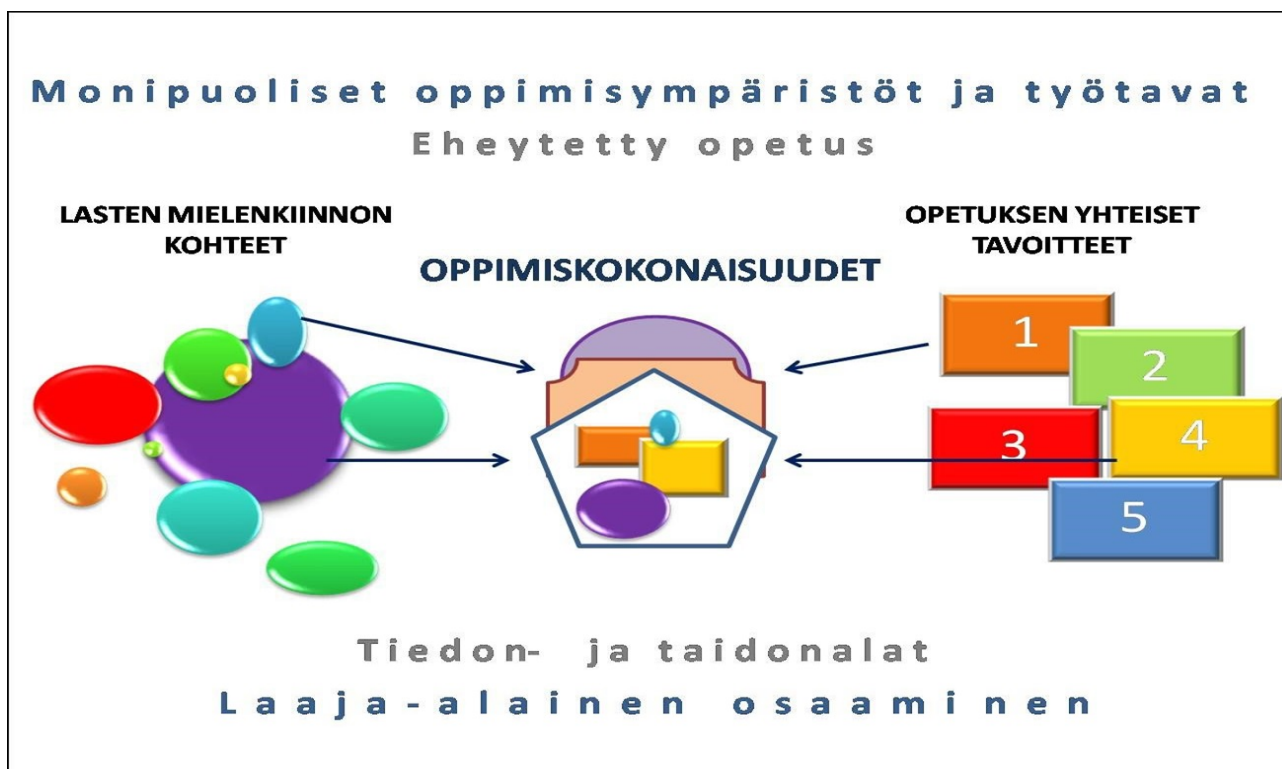 Monipuoliset oppimisympäristöt ja työtavat
Eheytetty opetus
LASTEN MIELENKIINNON
KOHTEET
OPPIMISKOKONAISUUDET
OPETUKSEN YHTEISET
TAVOITTEET
1
2
3
4
5
Tiedon- ja taidonalat
Laaja-alainen osaaminen